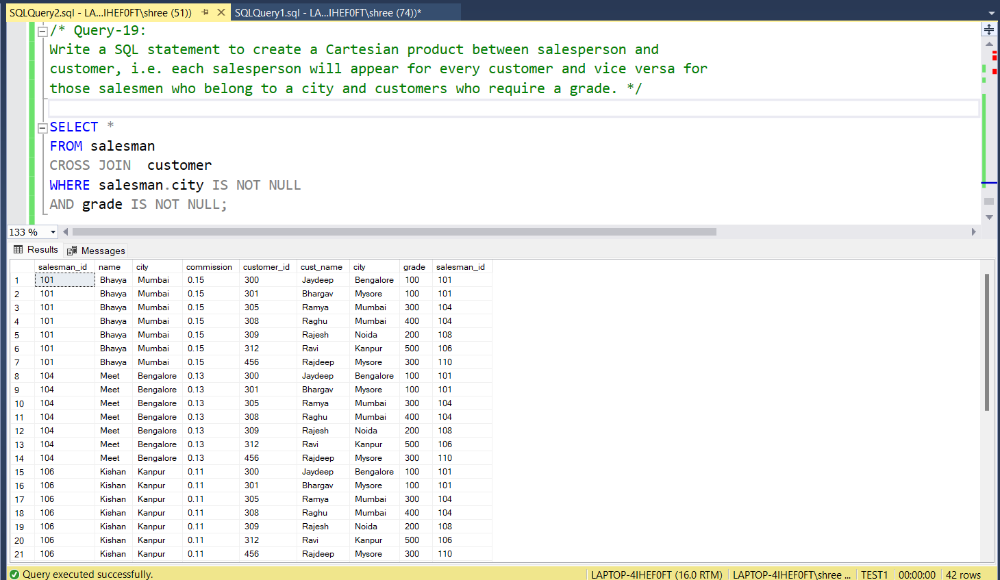 SQLQuery2.sql - LA...IHEF0FT\shree (51)) SQLQuery1.sql - LA...IHEF0FT\shree (74))*
/* Query-19:
Write a SQL statement to create a Cartesian product between salesperson and
customer, i.e. each salesperson will appear for every customer and vice versa for
those salesmen who belong to a city and customers who require a grade. */
SELECT *
FROM salesman
CROSS JOIN  customer
WHERE salesman.city IS NOT NULL
AND grade IS NOT NULL;
133 %
Results Messages
salesman_id name city commission customer_id cust_name city grade salesman_id
1 101 Bhavya Mumbai 0.15 300 Jaydeep Bengalore 100 101
2 101 Bhavya Mumbai 0.15 301 Bhargav Mysore 100 101
3 101 Bhavya Mumbai 0.15 305 Ramya Mumbai 300 104
4 101 Bhavya Mumbai 0.15 308 Raghu Mumbai 400 104
5 101 Bhavya Mumbai 0.15 309 Rajesh Noida 200 108
6 101 Bhavya Mumbai 0.15 312 Ravi Kanpur 500 106
7 101 Bhavya Mumbai 0.15 456 Rajdeep Mysore 300 110
8 104 Meet Bengalore 0.13 300 Jaydeep Bengalore 100 101
9 104 Meet Bengalore 0.13 301 Bhargav Mysore 100 101
10 104 Meet Bengalore 0.13 305 Ramya Mumbai 300 104
11 104 Meet Bengalore 0.13 308 Raghu Mumbai 400 104
12 104 Meet Bengalore 0.13 309 Rajesh Noida 200 108
13 104 Meet Bengalore 0.13 312 Ravi Kanpur 500 106
14 104 Meet Bengalore 0.13 456 Rajdeep Mysore 300 110
15 106 Kishan Kanpur 0.11 300 Jaydeep Bengalore 100 101
16 106 Kishan Kanpur 0.11 301 Bhargav Mysore 100 101
17 106 Kishan Kanpur 0.11 305 Ramya Mumbai 300 104
18 106 Kishan Kanpur 0.11 308 Raghu Mumbai 400 104
19 106 Kishan Kanpur 0.11 309 Rajesh Noida 200 108
20 106 Kishan Kanpur 0.11 312 Ravi Kanpur 500 106
21 106 Kishan Kanpur 0.11 456 Rajdeep Mysore 300 110
Query executed successfully. LAPTOP-4IHEF0FT (16.0 RTM) LAPTOP-4IHEF0FT\shree ... TEST1 00:00:00 42 rows